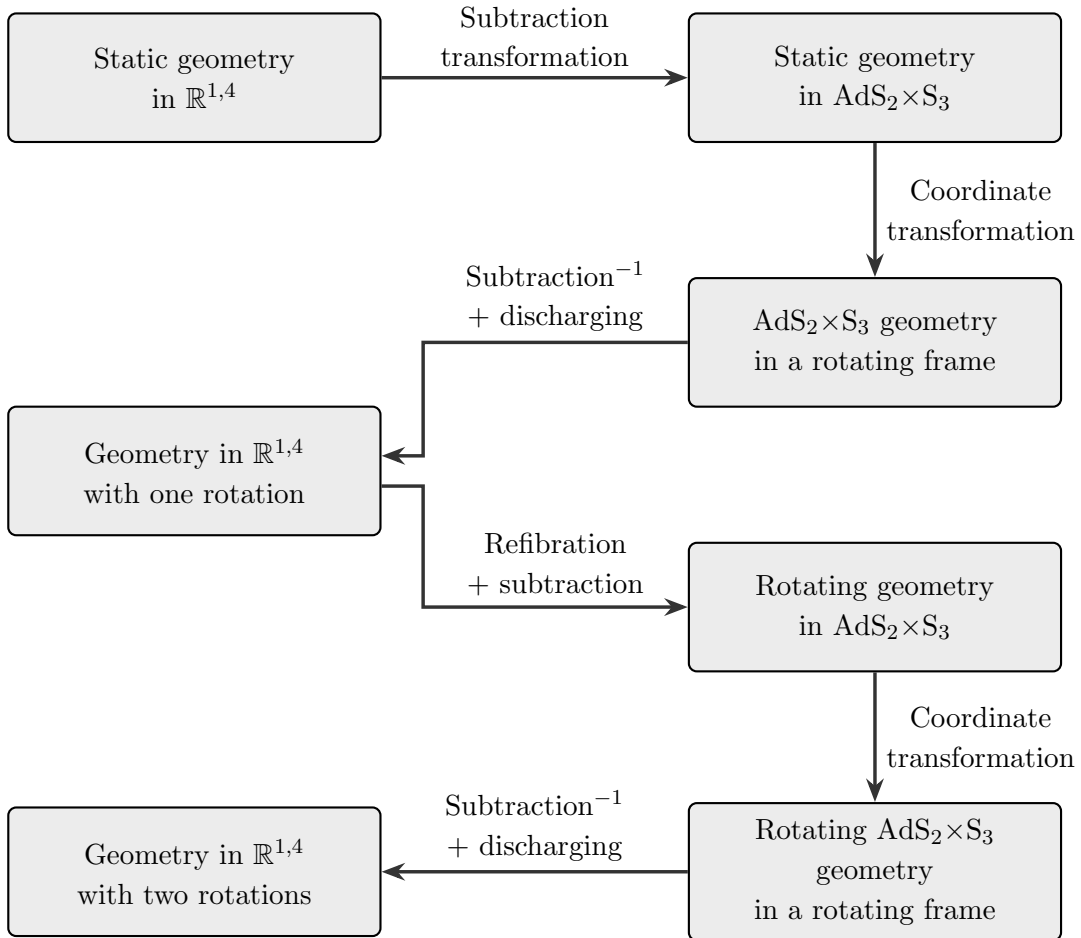 Static geometry
in ℝ^{1,4}
Subtraction
transformation
Static geometry
in AdS₂×S₃
Coordinate
transformation
Subtraction⁻¹
+ discharging
AdS₂×S₃ geometry
in a rotating frame
Geometry in ℝ^{1,4}
with one rotation
Refibration
+ subtraction
Rotating geometry
in AdS₂×S₃
Coordinate
transformation
Subtraction⁻¹
+ discharging
Geometry in ℝ^{1,4}
with two rotations
Rotating AdS₂×S₃
geometry
in a rotating frame